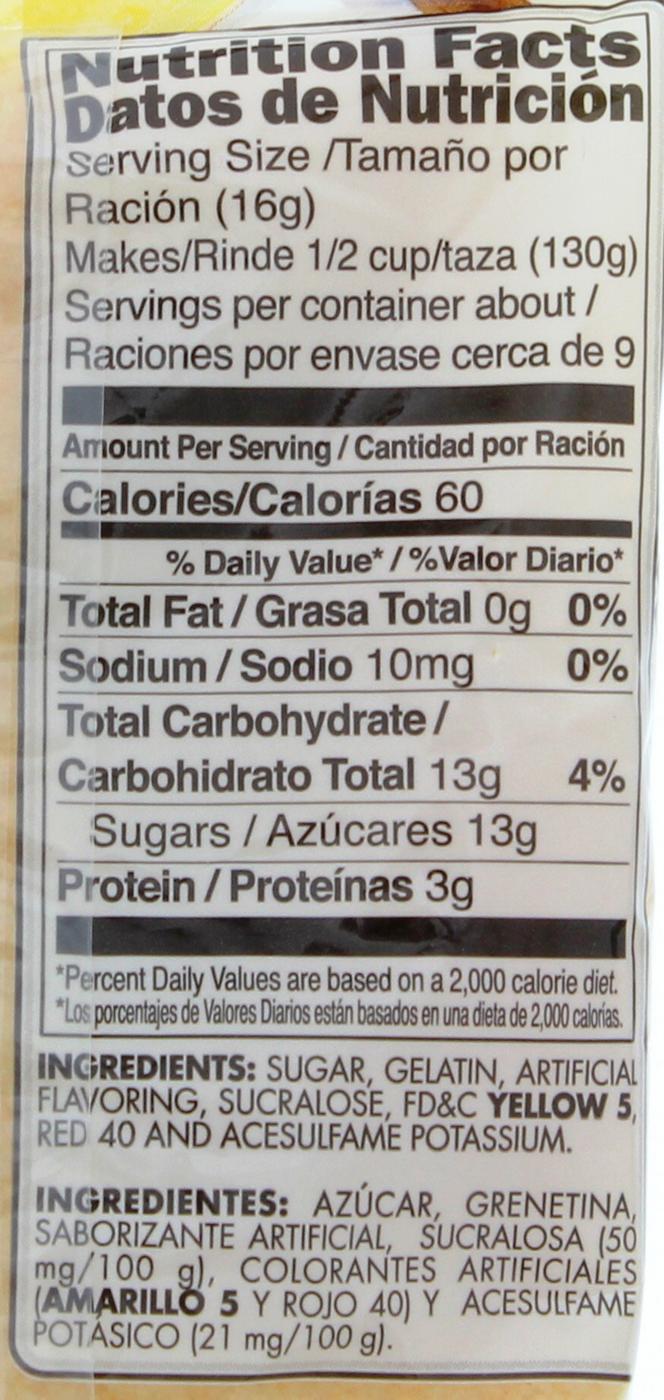 Nutrition Facts
Datos de Nutrición
Serving Size /Tamaño por
Ración (16g)
Makes/Rinde 1/2 cup/taza (130g)
Servings per container about /
Raciones por envase cerca de 9
Amount Per Serving / Cantidad por Ración
Calories/Calorías 60
% Daily Value* / %Valor Diario*
Total Fat / Grasa Total 0g 0%
Sodium / Sodio 10mg 0%
Total Carbohydrate /
Carbohidrato Total 13g 4%
Sugars / Azúcares 13g
Protein / Proteínas 3g
*Percent Daily Values are based on a 2,000 calorie diet.
*Los porcentajes de Valores Diarios están basados en una dieta de 2,000 calorías.
INGREDIENTS: SUGAR, GELATIN, ARTIFICIAL
FLAVORING, SUCRALOSE, FD&C YELLOW 5,
RED 40 AND ACESULFAME POTASSIUM.
INGREDIENTES: AZÚCAR, GRENETINA,
SABORIZANTE ARTIFICIAL, SUCRALOSA (50
mg/100 g), COLORANTES ARTIFICIALES
(AMARILLO 5 Y ROJO 40) Y ACESULFAME
POTÁSICO (21 mg/100 g).